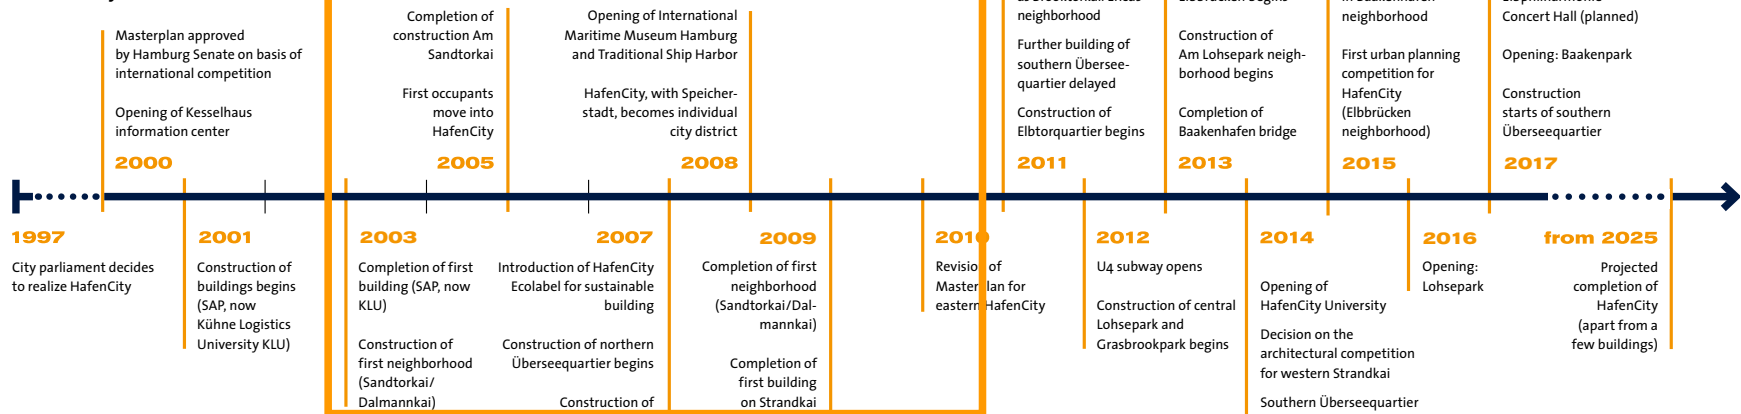 neighborhood
Concert Hall (planned)
neighborhood
Completion of
construction Am
Sandtorkai
Opening of International
Maritime Museum Hamburg
and Traditional Ship Harbor
Masterplan approved
by Hamburg Senate on basis of
international competition
Opening of Kesselhaus
information center
2000
First occupants
move into
HafenCity
2005
HafenCity, with Speicher-
stadt, becomes individual
city district
2008
Further building of
southern Übersee-
quartier delayed
Construction of
Elbtorquartier begins
2011
Construction of
Am Lohsepark neigh-
borhood begins
Completion of
Baakenhafen bridge
2013
First urban planning
competition for
HafenCity
(Elbbrücken
neighborhood)
2015
Opening: Baakenpark
Construction
starts of southern
Überseequartier
2017
1997
City parliament decides
to realize HafenCity
2001
Construction of
buildings begins
(SAP, now
Kühne Logistics
University KLU)
2003
Completion of first
building (SAP, now
KLU)
Construction of
first neighborhood
(Sandtorkai/
Dalmannkai)
2007
Introduction of HafenCity
Ecolabel for sustainable
building
Construction of northern
Überseequartier begins
Construction of
2009
Completion of first
neighborhood
(Sandtorkai/Dal-
mannkai)
Completion of
first building
on Strandkai
2010
Revision of
Masterplan for
eastern HafenCity
2012
U4 subway opens
Construction of central
Lohsepark and
Grasbrookpark begins
2014
Opening of
HafenCity University
Decision on the
architectural competition
for western Strandkai
Southern Überseequartier
2016
Opening:
Lohsepark
from 2025
Projected
completion of
HafenCity
(apart from a
few buildings)